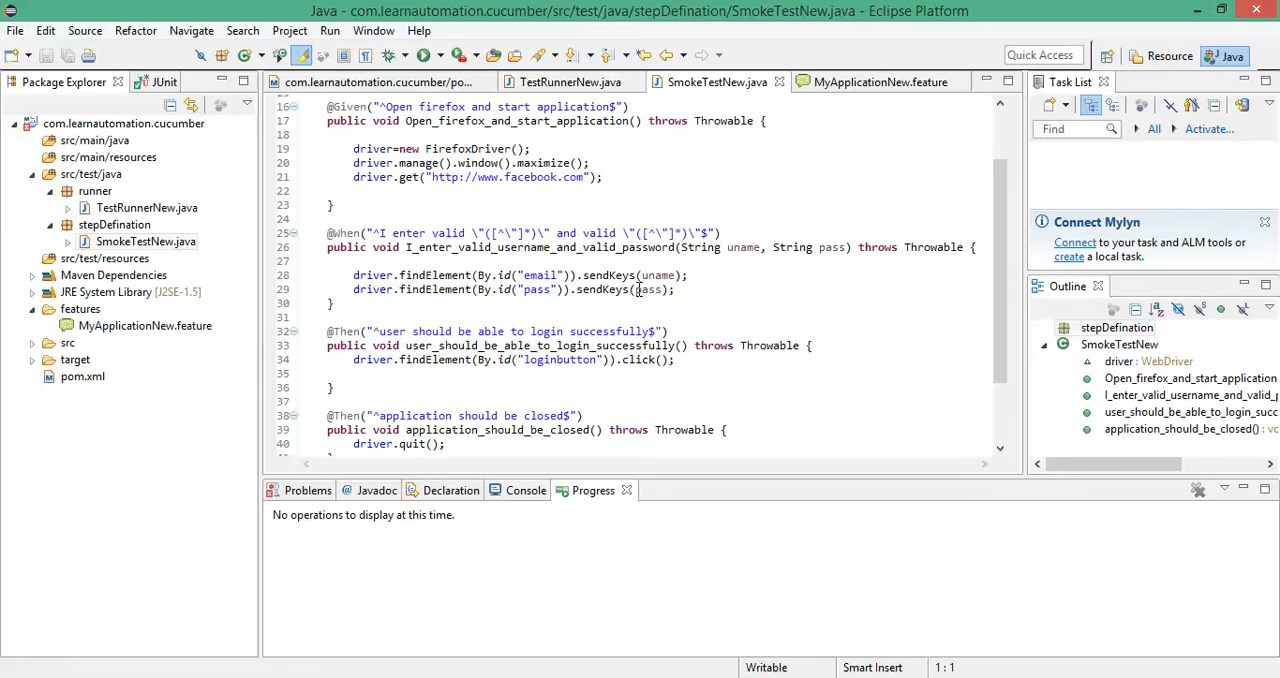 Java - com.learnautomation.cucumber/src/test/java/stepDefination/SmokeTestNew.java - Eclipse Platform
File Edit Source Refactor Navigate Search Project Run Window Help
Quick Access Resource Java
Package Explorer JUnit
com.learnautomation.cucumber/po... TestRunnerNew.java SmokeTestNew.java MyApplicationNew.feature
Task List
com.learnautomation.cucumber
src/main/java
src/main/resources
src/test/java
runner
TestRunnerNew.java
stepDefination
SmokeTestNew.java
src/test/resources
Maven Dependencies
JRE System Library [J2SE-1.5]
features
MyApplicationNew.feature
src
target
pom.xml
16 @Given("^Open firefox and start application$")
17 public void Open_firefox_and_start_application() throws Throwable {
18
19 driver=new FirefoxDriver();
20 driver.manage().window().maximize();
21 driver.get("http://www.facebook.com");
22
23 }
24
25 @When("^I enter valid \"([^\"]*)\" and valid \"([^\"]*)\"$")
26 public void I_enter_valid_username_and_valid_password(String uname, String pass) throws Throwable {
27
28 driver.findElement(By.id("email")).sendKeys(uname);
29 driver.findElement(By.id("pass")).sendKeys(pass);
30 }
31
32 @Then("^user should be able to login successfully$")
33 public void user_should_be_able_to_login_successfully() throws Throwable {
34 driver.findElement(By.id("loginbutton")).click();
35
36 }
37
38 @Then("^application should be closed$")
39 public void application_should_be_closed() throws Throwable {
40 driver.quit();
Find All Activate...
Connect Mylyn
Connect to your task and ALM tools or
create a local task.
Outline
stepDefination
SmokeTestNew
driver : WebDriver
Open_firefox_and_start_application
I_enter_valid_username_and_valid_p
user_should_be_able_to_login_succ
application_should_be_closed() : vo
Problems Javadoc Declaration Console Progress
No operations to display at this time.
Writable Smart Insert 1 : 1